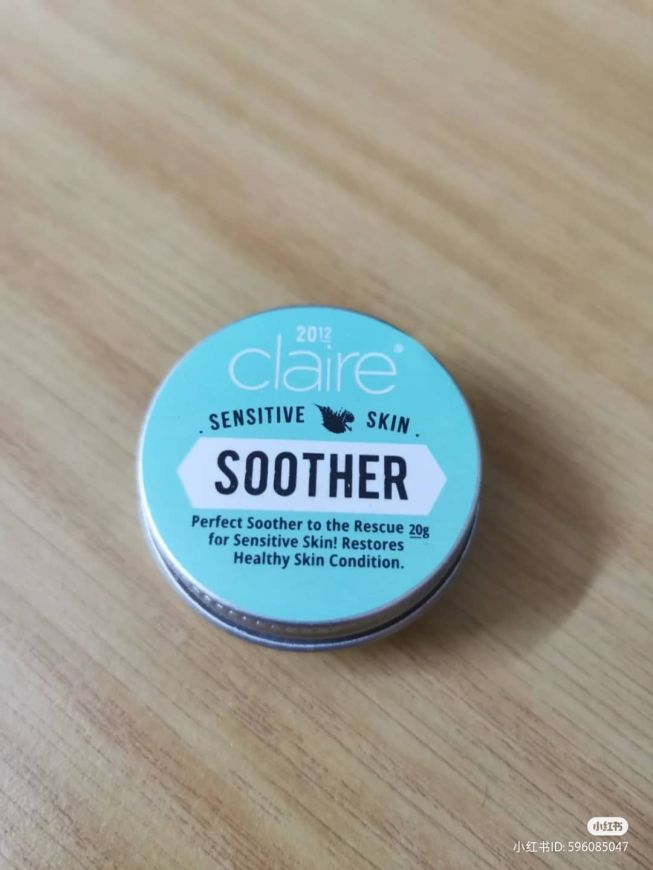 2012
claire®
. SENSITIVE SKIN .
SOOTHER
Perfect Soother to the Rescue 20g
for Sensitive Skin! Restores
Healthy Skin Condition.
小红书
小红书ID: 596085047